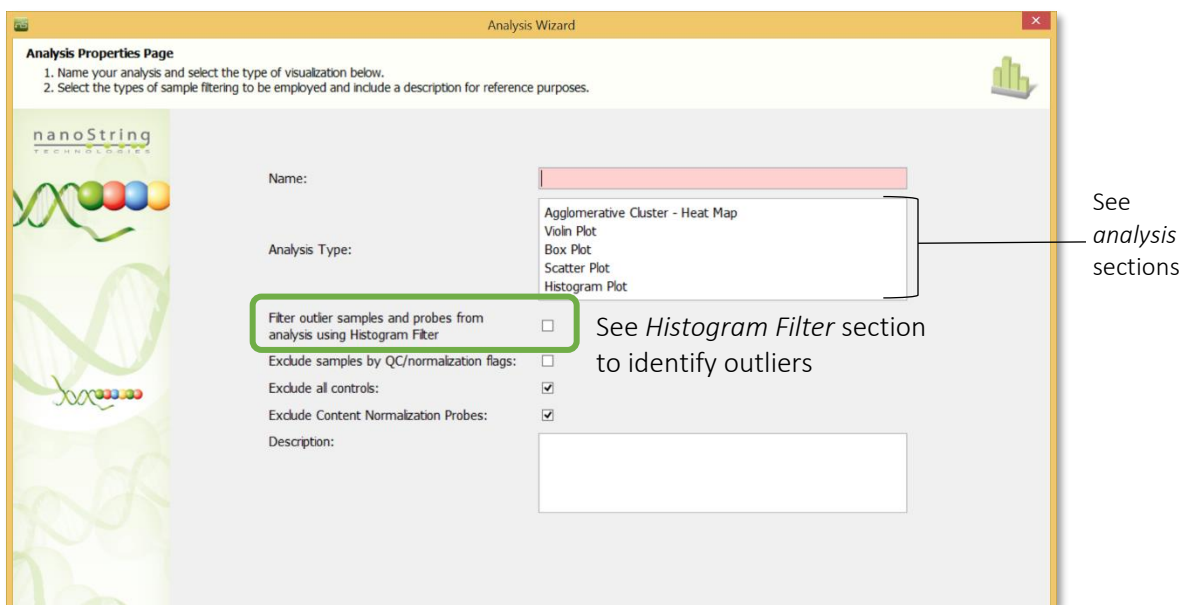 Analysis Wizard
Analysis Properties Page
1. Name your analysis and select the type of visualization below.
2. Select the types of sample filtering to be employed and include a description for reference purposes.
nanoString
TECHNOLOGIES
Name:
Analysis Type:
Agglomerative Cluster - Heat Map
Violin Plot
Box Plot
Scatter Plot
Histogram Plot
See
analysis
sections
Filter outlier samples and probes from
analysis using Histogram Filter
See Histogram Filter section
to identify outliers
Exclude samples by QC/normalization flags:
Exclude all controls:
Exclude Content Normalization Probes:
Description: